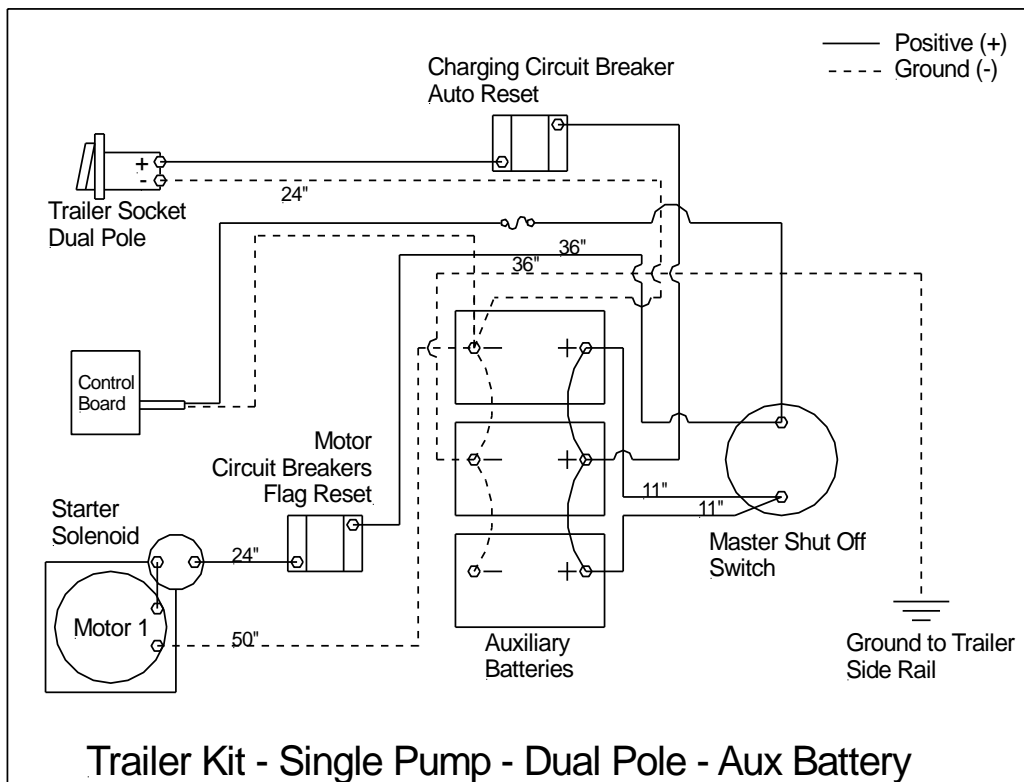 Positive (+)
Ground (-)
Charging Circuit Breaker
Auto Reset
+
-
24"
Trailer Socket
Dual Pole
36"
36"
Control
Board
Motor
Circuit Breakers
Flag Reset
Starter
Solenoid
24"
Motor 1
50"
- +
- +
- +
11"
11"
Auxiliary
Batteries
Master Shut Off
Switch
Ground to Trailer
Side Rail
Trailer Kit - Single Pump - Dual Pole - Aux Battery